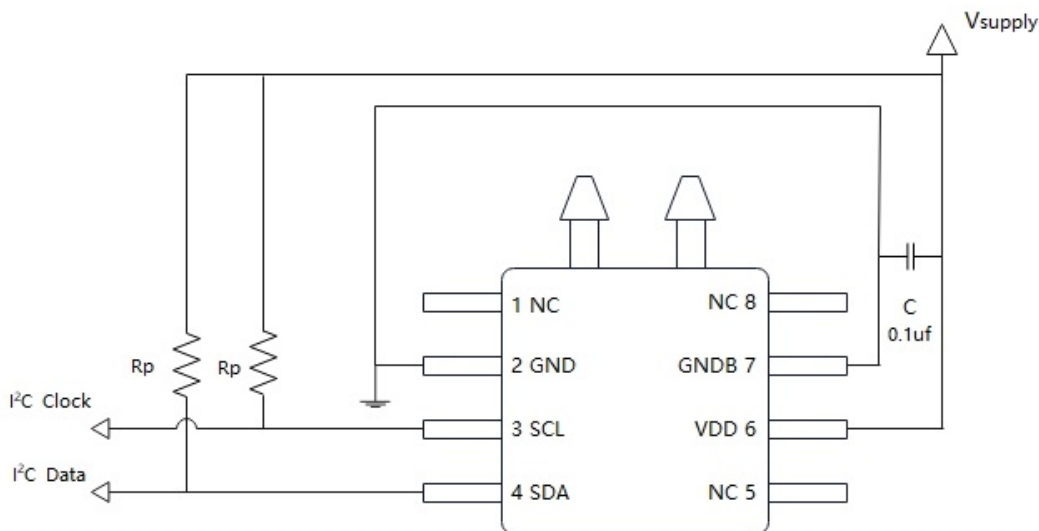 Vsupply
1 NC
NC 8
C
0.1uf
Rp
Rp
2 GND
GNDB 7
I²C Clock
3 SCL
VDD 6
I²C Data
4 SDA
NC 5